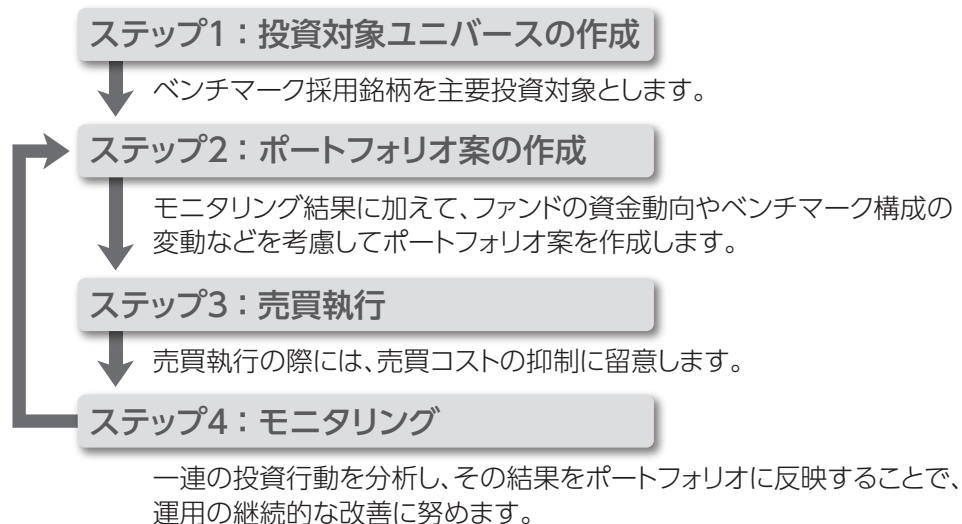 ステップ1：投資対象ユニバースの作成
ベンチマーク採用銘柄を主要投資対象とします。
ステップ2：ポートフォリオ案の作成
モニタリング結果に加えて、ファンドの資金動向やベンチマーク構成の
変動などを考慮してポートフォリオ案を作成します。
ステップ3：売買執行
売買執行の際には、売買コストの抑制に留意します。
ステップ4：モニタリング
一連の投資行動を分析し、その結果をポートフォリオに反映することで、
運用の継続的な改善に努めます。